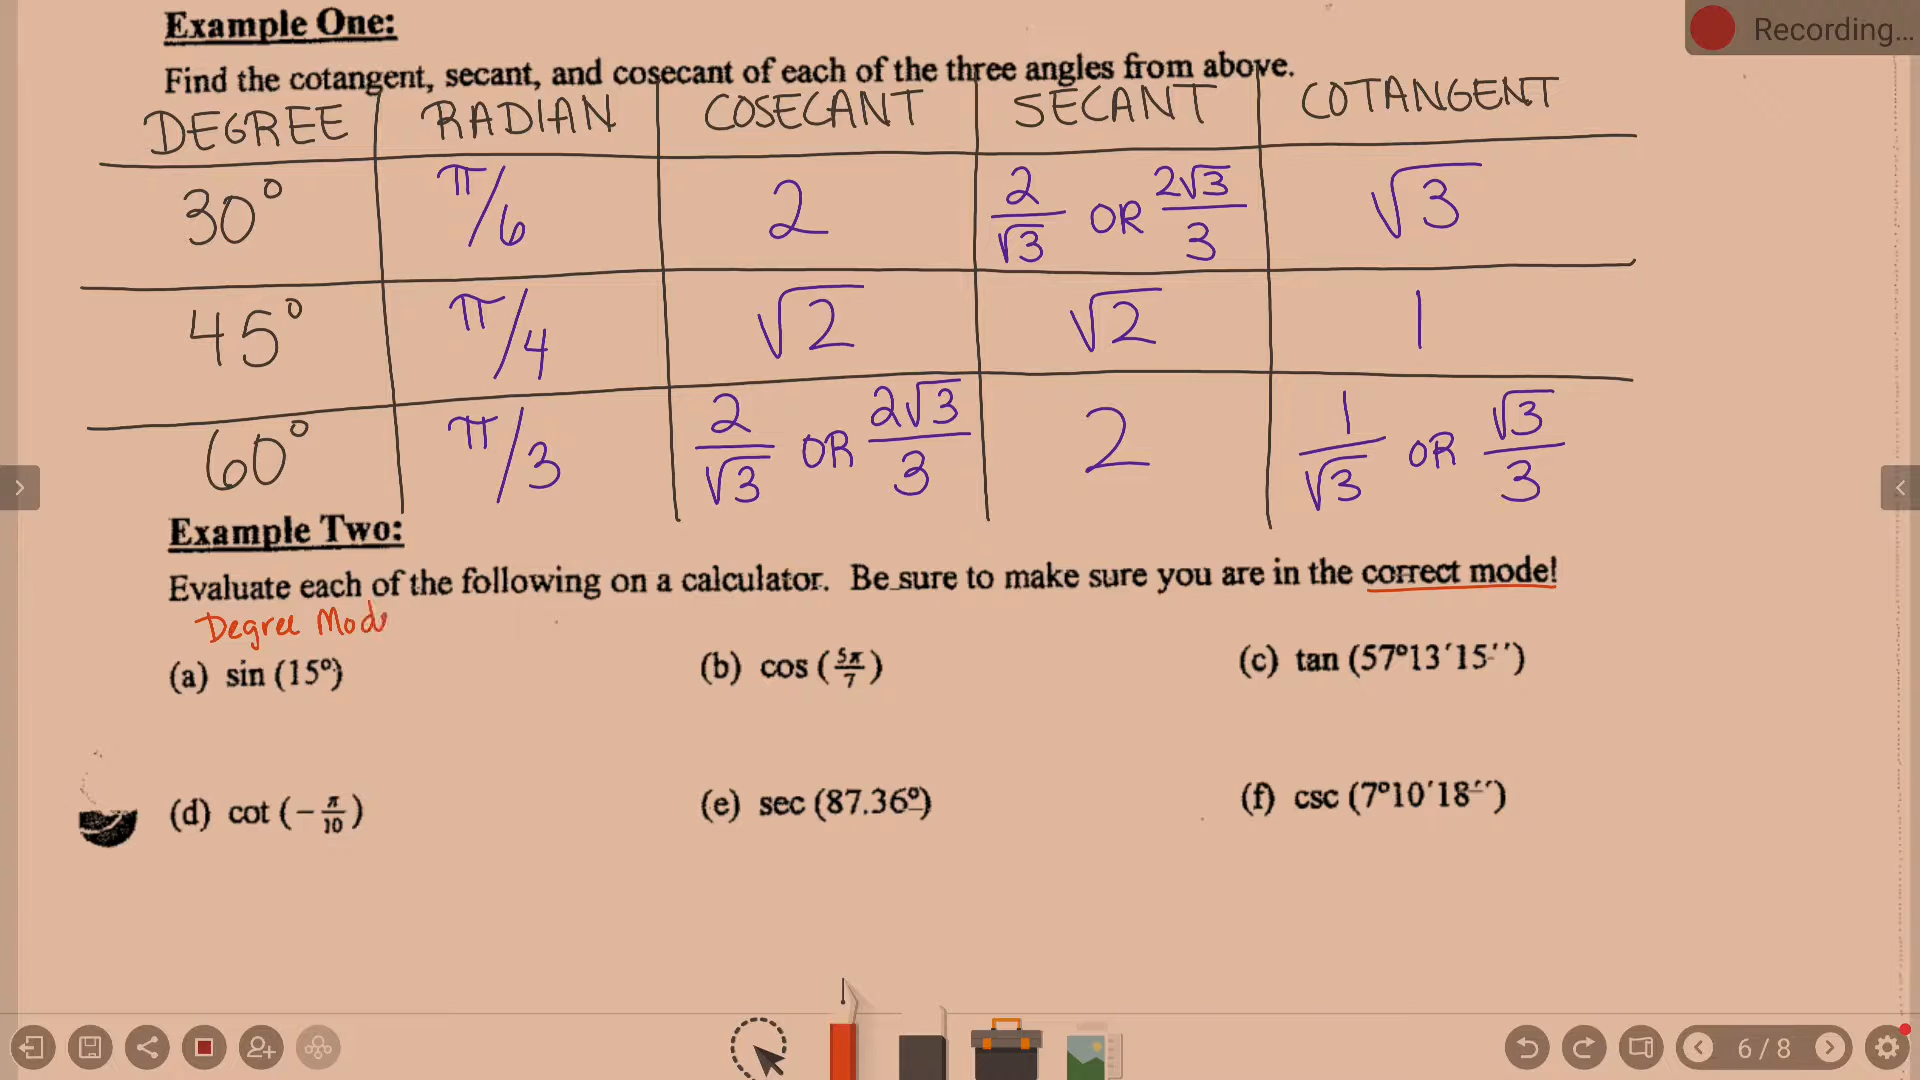 Example One:
Recording...
Find the cotangent, secant, and cosecant of each of the three angles from above.
DEGREE RADIAN COSECANT SECANT COTANGENT
30° π/6 2 2/√3 OR 2√3/3 √3
45° π/4 √2 √2 1
60° π/3 2/√3 OR 2√3/3 2 1/√3 OR √3/3
Example Two:
Evaluate each of the following on a calculator. Be sure to make sure you are in the correct mode!
Degree Mod
(a) sin (15°) (b) cos (5π/7) (c) tan (57°13′15′′)
(d) cot (−π/10) (e) sec (87.36°) (f) csc (7°10′18′′)
6 / 8